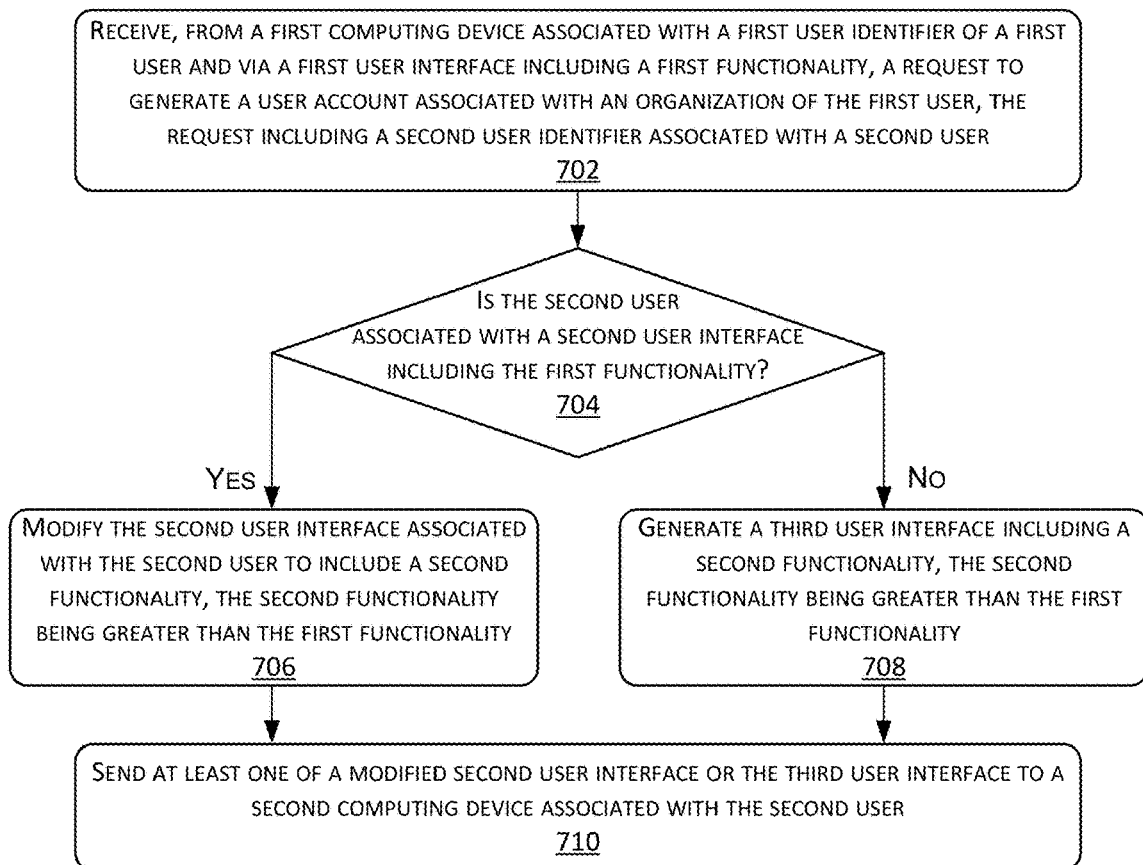 RECEIVE, FROM A FIRST COMPUTING DEVICE ASSOCIATED WITH A FIRST USER IDENTIFIER OF A FIRST
USER AND VIA A FIRST USER INTERFACE INCLUDING A FIRST FUNCTIONALITY, A REQUEST TO
GENERATE A USER ACCOUNT ASSOCIATED WITH AN ORGANIZATION OF THE FIRST USER, THE
REQUEST INCLUDING A SECOND USER IDENTIFIER ASSOCIATED WITH A SECOND USER
702
IS THE SECOND USER
ASSOCIATED WITH A SECOND USER INTERFACE
INCLUDING THE FIRST FUNCTIONALITY?
704
YES
NO
MODIFY THE SECOND USER INTERFACE ASSOCIATED
WITH THE SECOND USER TO INCLUDE A SECOND
FUNCTIONALITY, THE SECOND FUNCTIONALITY
BEING GREATER THAN THE FIRST FUNCTIONALITY
706
GENERATE A THIRD USER INTERFACE INCLUDING A
SECOND FUNCTIONALITY, THE SECOND
FUNCTIONALITY BEING GREATER THAN THE FIRST
FUNCTIONALITY
708
SEND AT LEAST ONE OF A MODIFIED SECOND USER INTERFACE OR THE THIRD USER INTERFACE TO A
SECOND COMPUTING DEVICE ASSOCIATED WITH THE SECOND USER
710